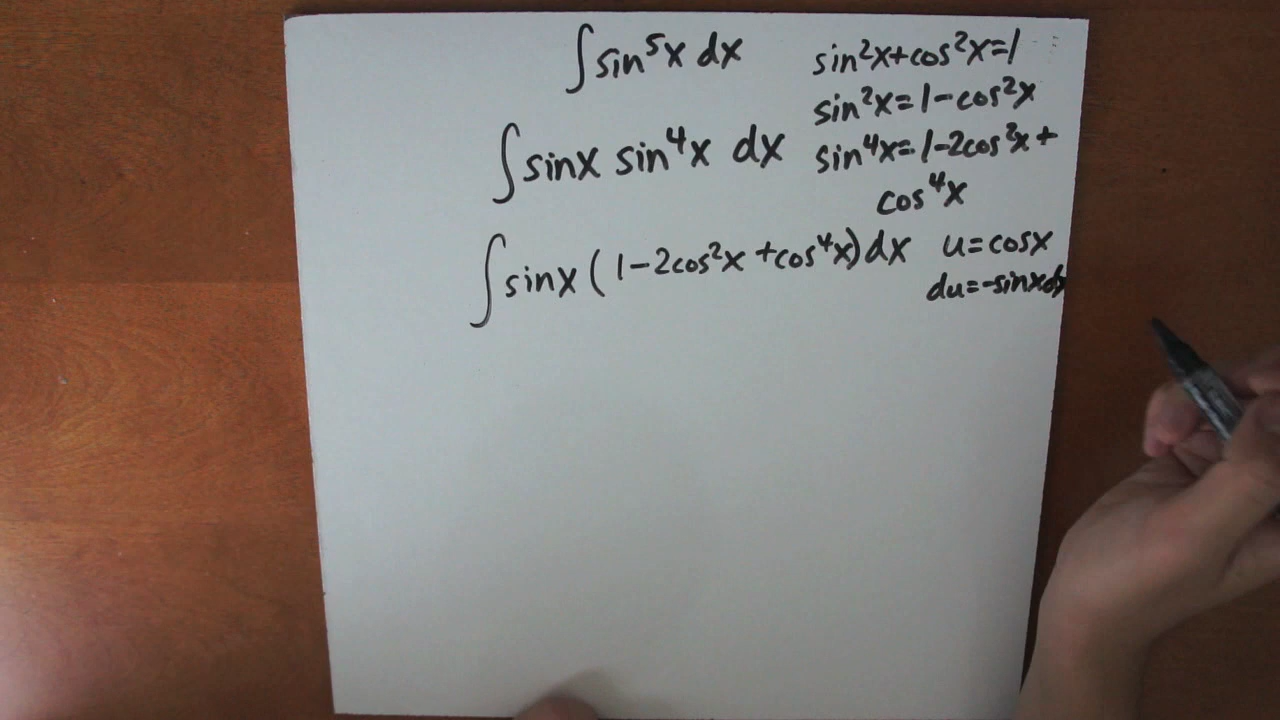 ∫sin⁵x dx
sin²x+cos²x=1
sin²x=1-cos²x
∫sinx sin⁴x dx
sin⁴x=1-2cos²x+
cos⁴x
∫sinx(1-2cos²x+cos⁴x)dx
u=cosx
du=-sinxdx